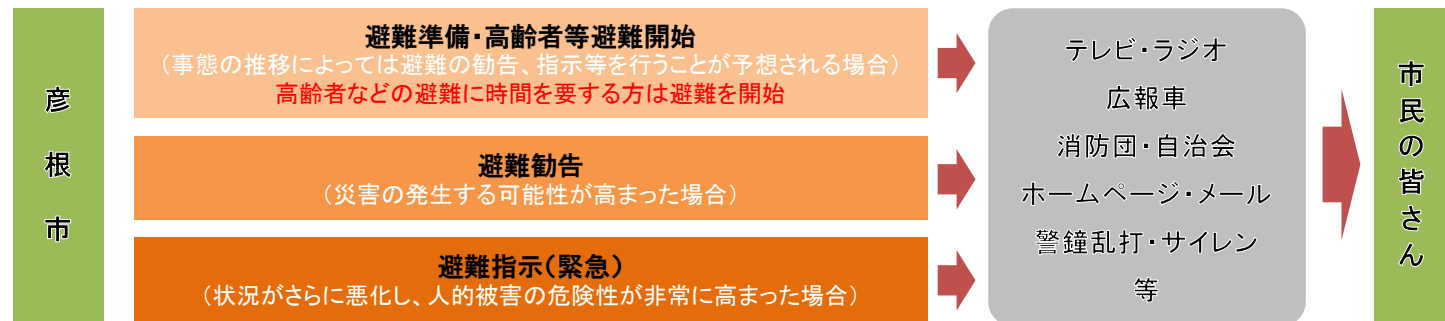 彦根市
避難準備・高齢者等避難開始
（事態の推移によっては避難の勧告、指示等を行うことが予想される場合）
高齢者などの避難に時間を要する方は避難を開始
避難勧告
（災害の発生する可能性が高まった場合）
避難指示（緊急）
（状況がさらに悪化し、人的被害の危険性が非常に高まった場合）
テレビ・ラジオ
広報車
消防団・自治会
ホームページ・メール
警鐘乱打・サイレン
等
市民の皆さん